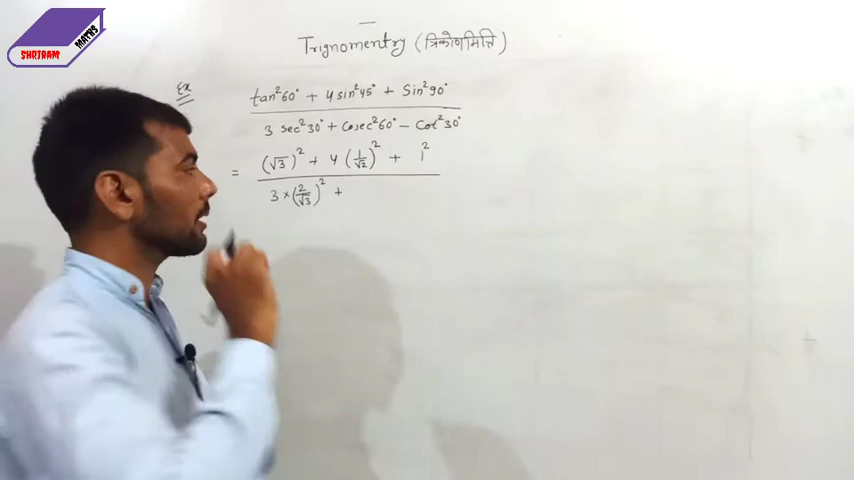 SHRIRAM MATHS
Trignomentry (त्रिकोणमिति)
Ex
tan²60° + 4 sin²45° + Sin²90°
3 sec²30° + cosec²60° - Cot²30°
= (√3)² + 4 (1/√2)² + 1²
3 × (2/√3)² +